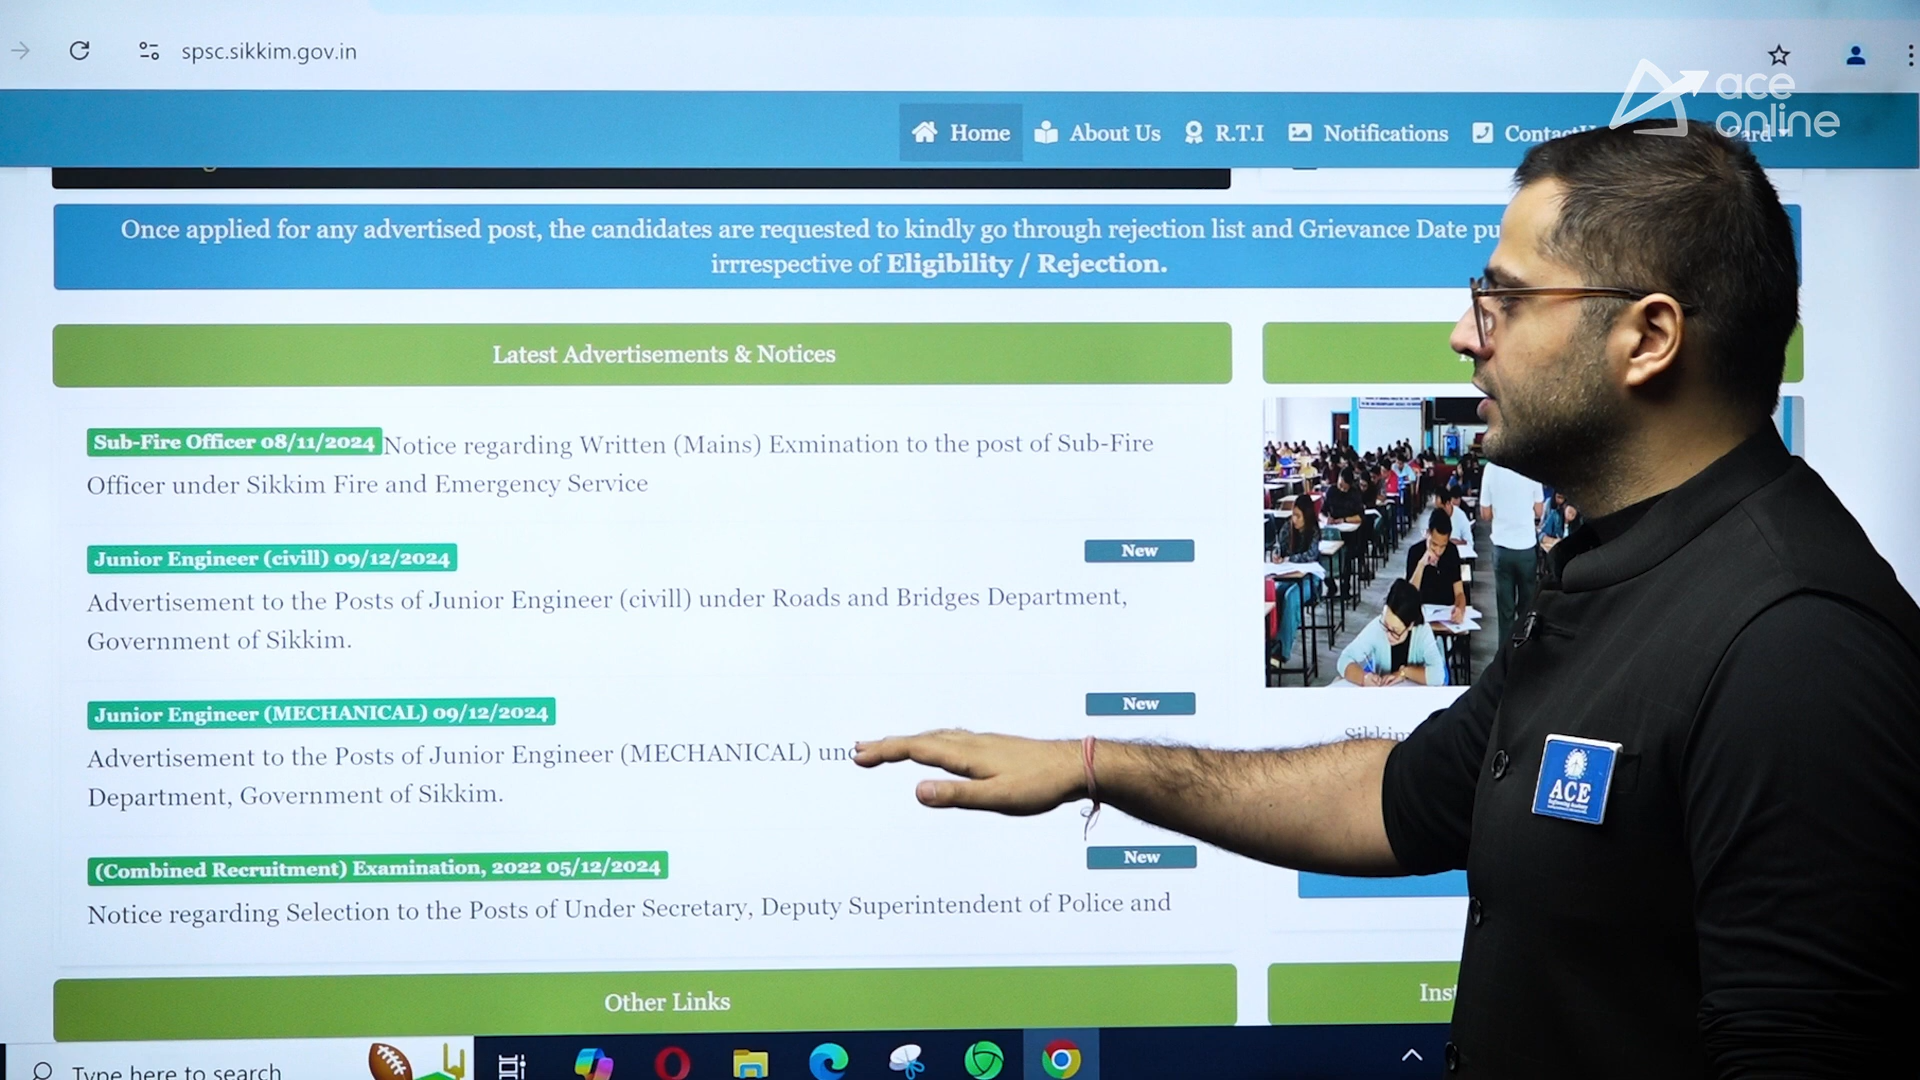 spsc.sikkim.gov.in
ace
online
Home
About Us
R.T.I
Notifications
Once applied for any advertised post, the candidates are requested to kindly go through rejection list and Grievance Date
irrrespective of Eligibility / Rejection.
Latest Advertisements & Notices
Sub-Fire Officer 08/11/2024 Notice regarding Written (Mains) Exmination to the post of Sub-Fire
Officer under Sikkim Fire and Emergency Service
Junior Engineer (civill) 09/12/2024
New
Advertisement to the Posts of Junior Engineer (civill) under Roads and Bridges Department,
Government of Sikkim.
Junior Engineer (MECHANICAL) 09/12/2024
New
Advertisement to the Posts of Junior Engineer (MECHANICAL)
Department, Government of Sikkim.
Sikkim
(Combined Recruitment) Examination, 2022 05/12/2024
New
Notice regarding Selection to the Posts of Under Secretary, Deputy Superintendent of Police and
Other Links
Type here to search
ACE
Engineering Academy